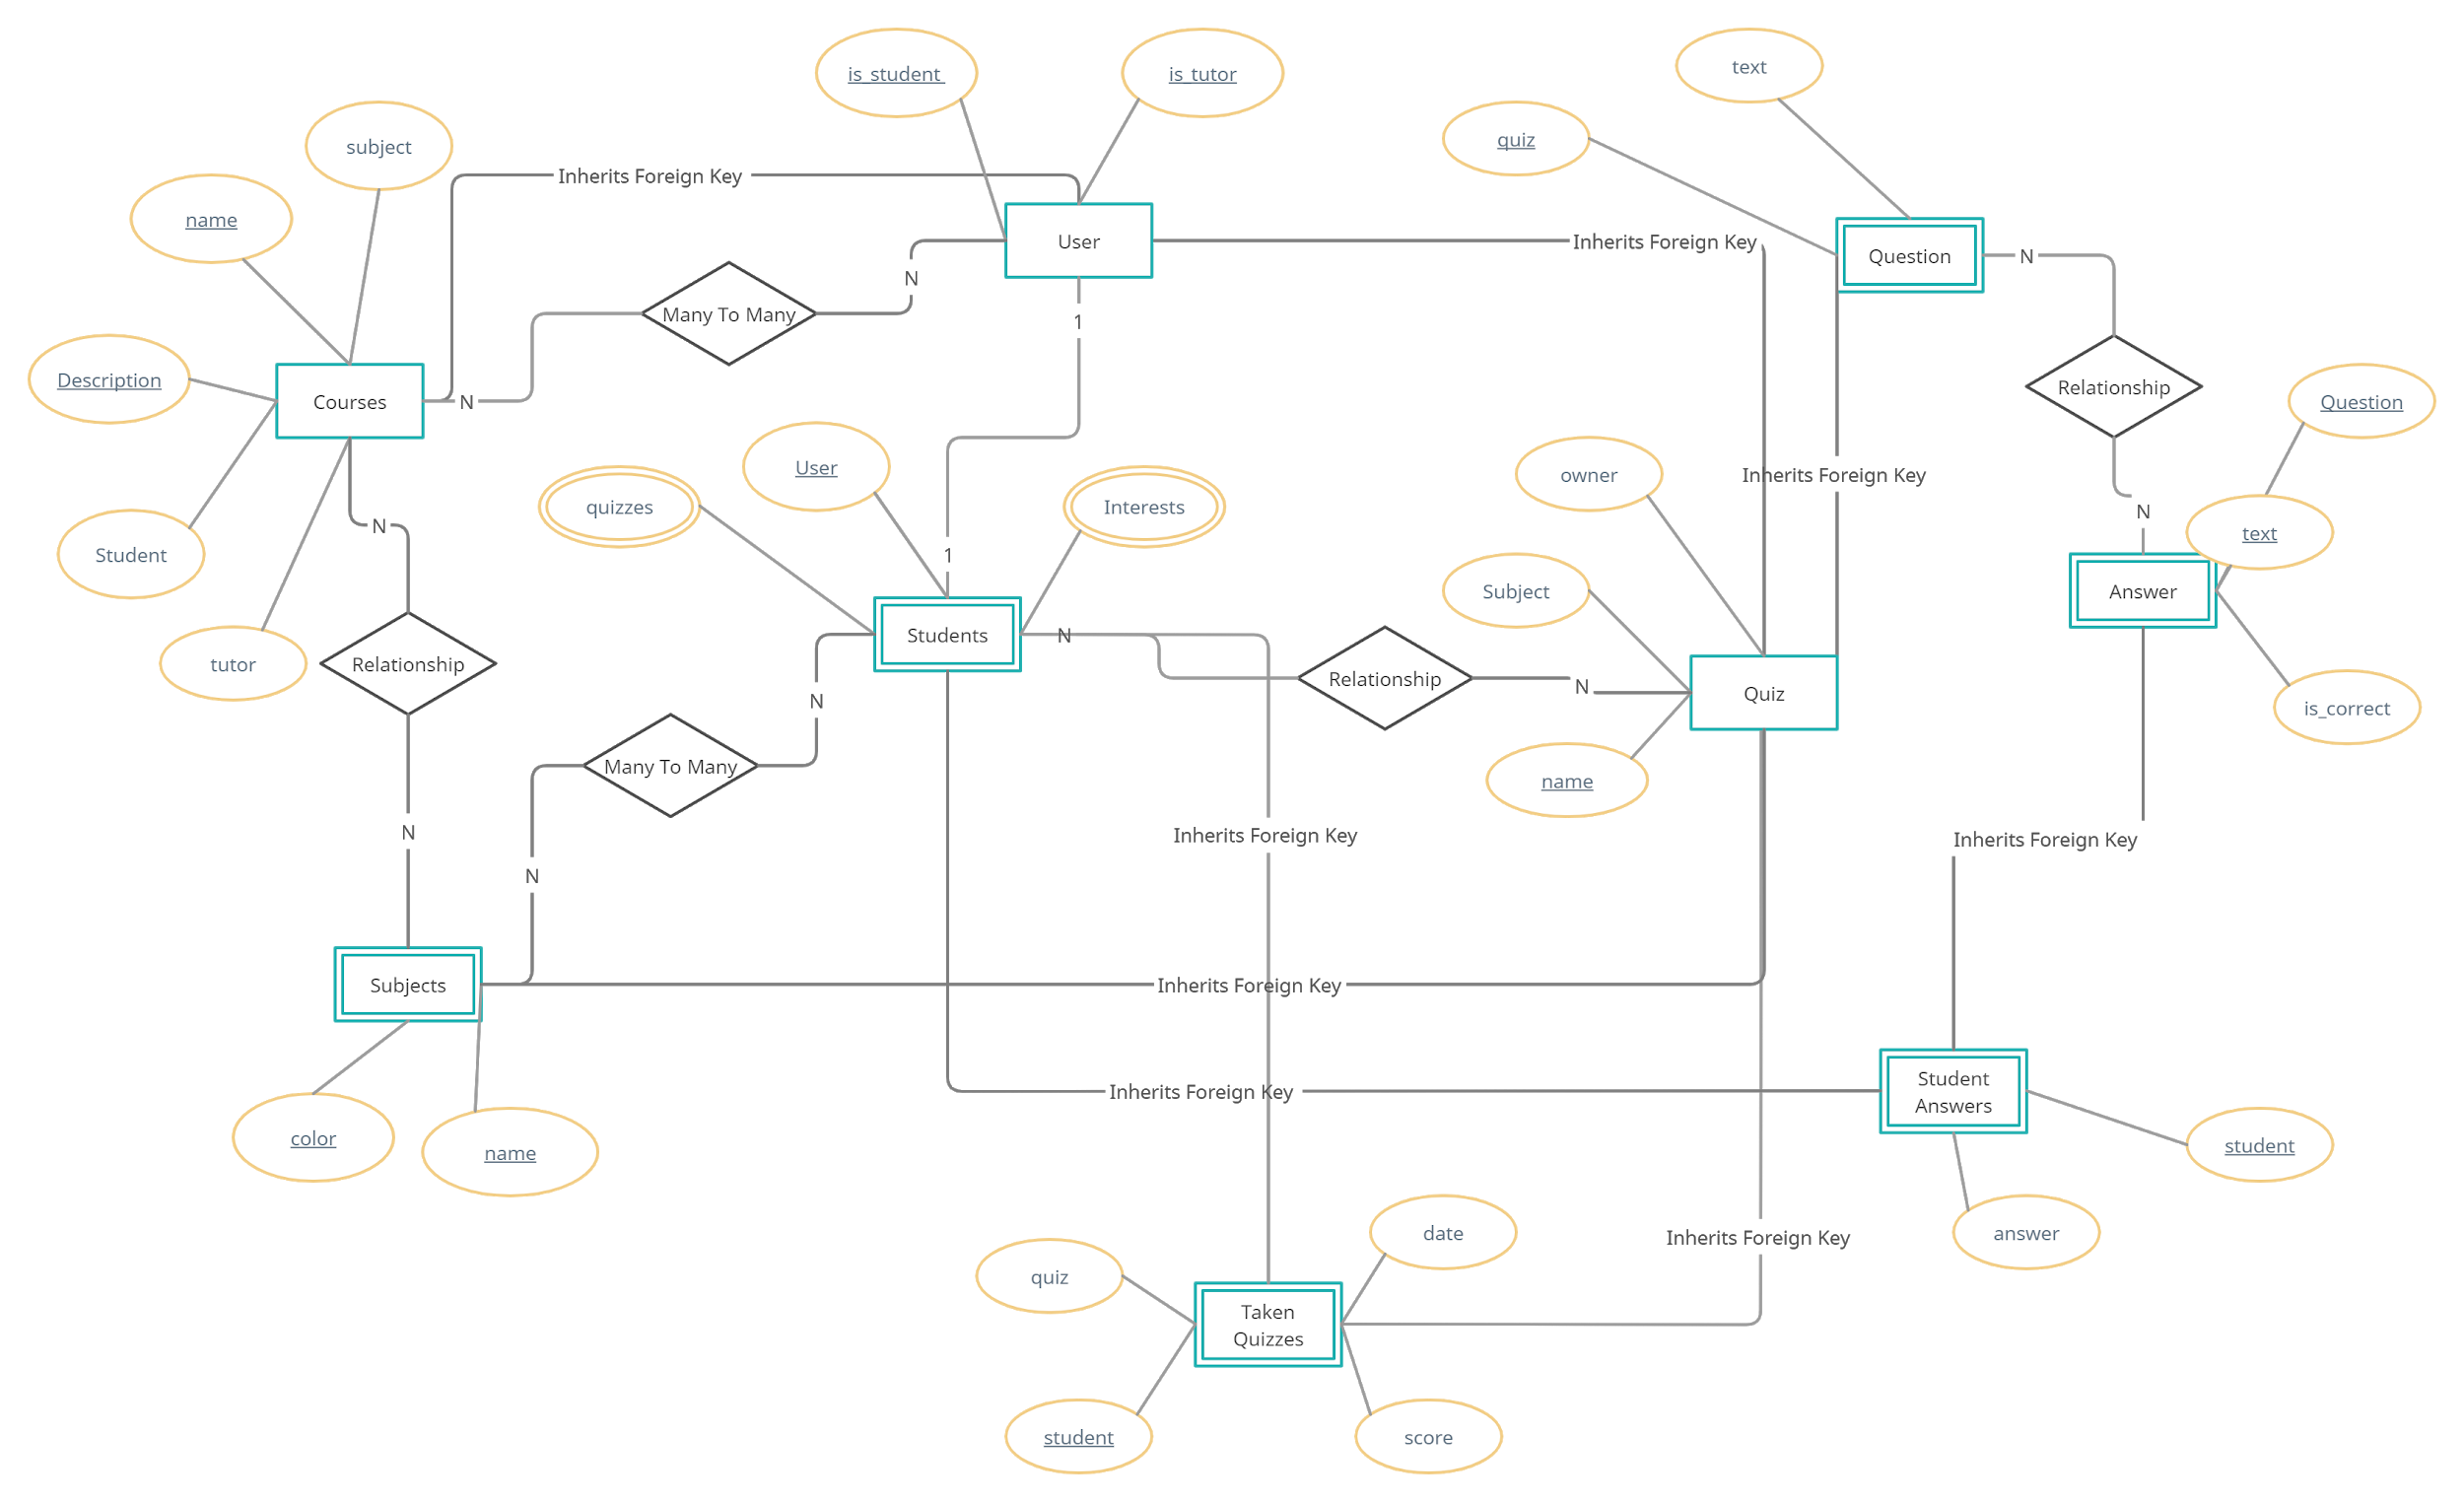 is_student
is_tutor
text
quiz
subject
Inherits Foreign Key
name
User
Inherits Foreign Key
Question
N
N
Many To Many
1
Description
Courses
N
Relationship
Question
User
quizzes
Interests
owner
Inherits Foreign Key
N
N
text
Student
1
Subject
Answer
tutor
Relationship
Students
N
Relationship
N
Quiz
is_correct
N
Many To Many
name
N
Inherits Foreign Key
Inherits Foreign Key
N
Subjects
Inherits Foreign Key
Inherits Foreign Key
Student
Answers
color
name
student
date
answer
Inherits Foreign Key
quiz
Taken
Quizzes
student
score